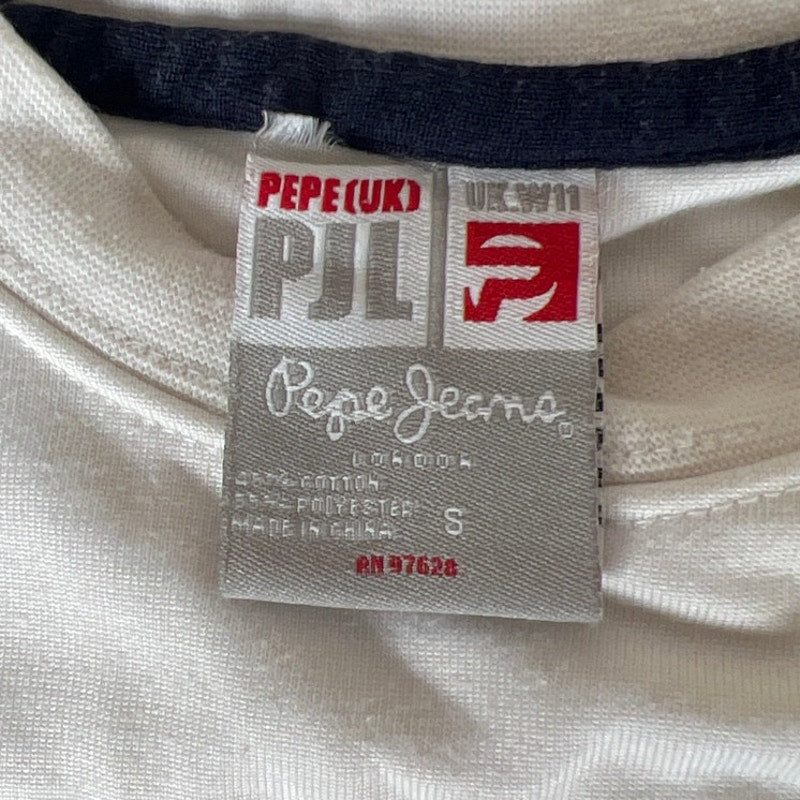 PEPE(UK)
UK.W11
PJL
Pepe Jeans
LONDON
COTTON
POLYESTER
MADE IN CHINA
S
RN 97628